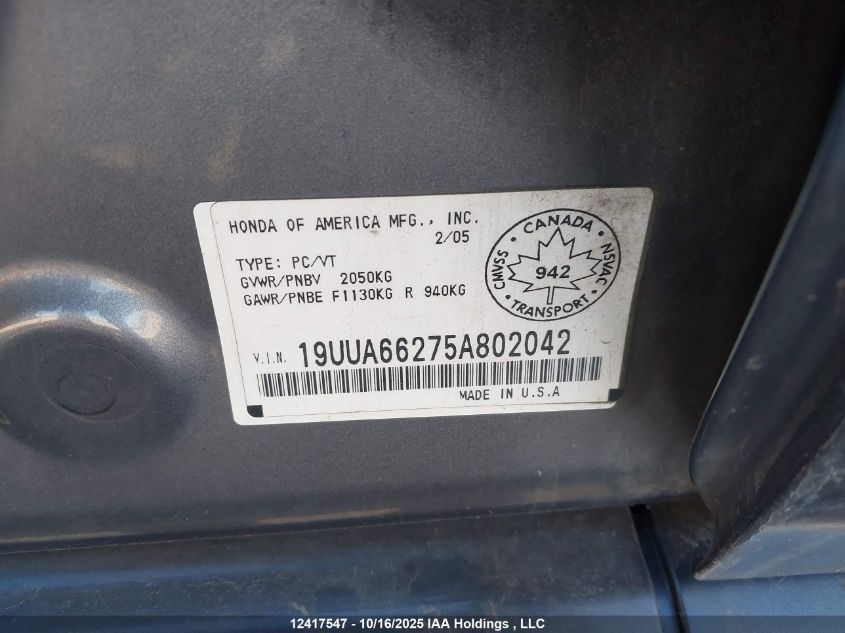 HONDA OF AMERICA MFG., INC.
2/05
TYPE: PC/VT
GVWR/PNBV 2050KG
GAWR/PNBE F1130KG R 940KG
CANADA
CMVSS
942
NSVAC
TRANSPORT
V.I.N. 19UUA66275A802042
MADE IN U.S.A
12417547 - 10/16/2025 IAA Holdings , LLC